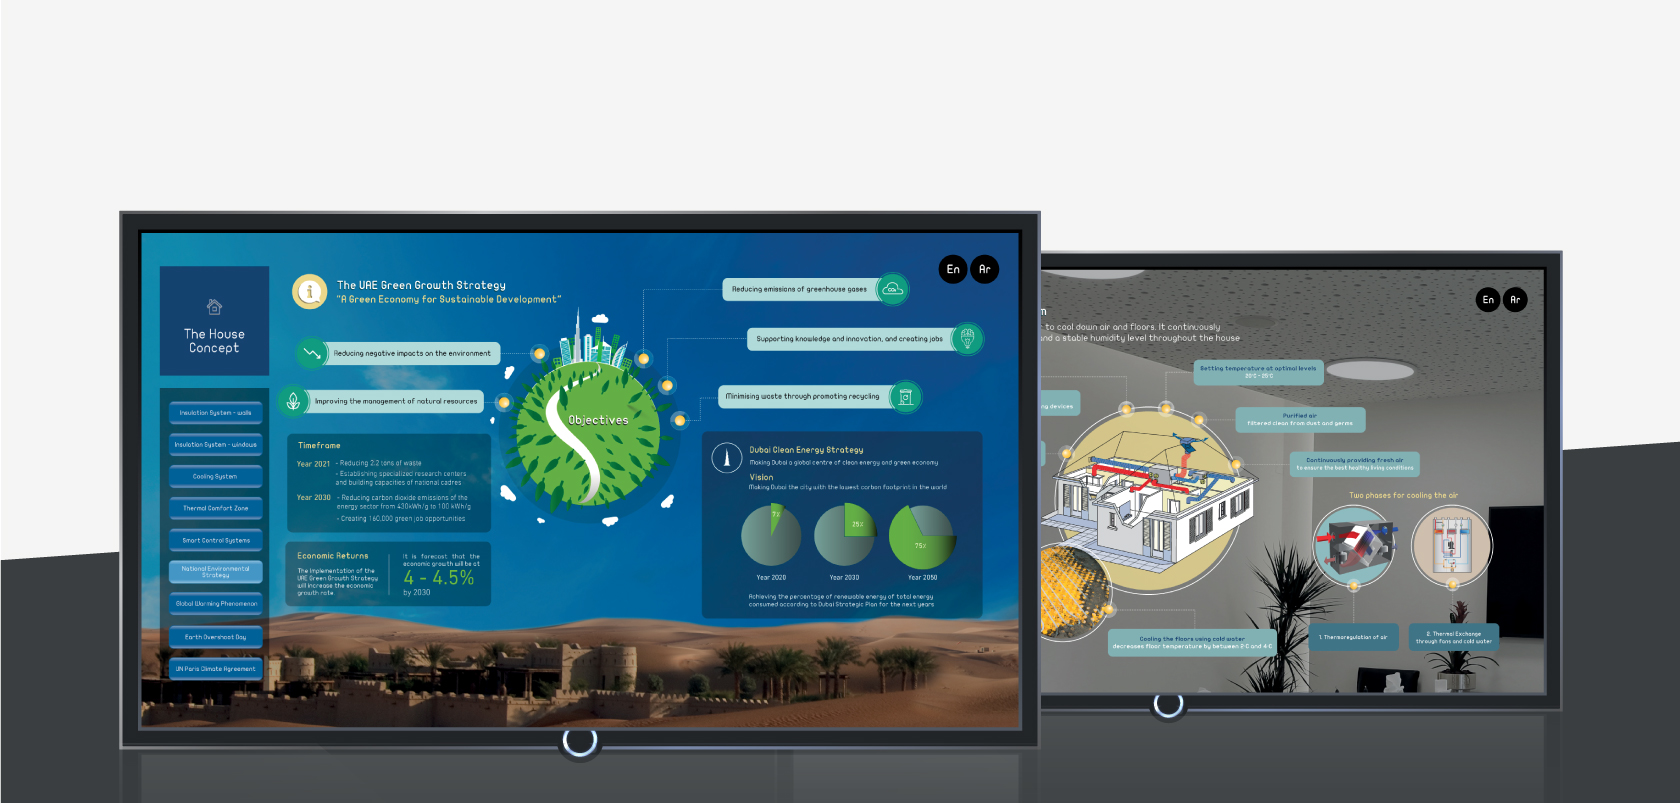 The House
Concept
Insulation System - walls
Insulation System - windows
Cooling System
Thermal Comfort Zone
Smart Control Systems
National Environmental
Strategy
Global Warming Phenomenon
Earth Overshoot Day
UN Paris Climate Agreement
i
The UAE Green Growth Strategy
"A Green Economy for Sustainable Development"
En
Ar
Reducing negative impacts on the environment
Improving the management of natural resources
Objectives
Reducing emissions of greenhouse gases
Supporting knowledge and innovation, and creating jobs
Minimising waste through promoting recycling
Timeframe
Year 2021
- Reducing 2.2 tons of waste
- Establishing specialized research centers
and building capacities of national cadres
Year 2030
- Reducing carbon dioxide emissions of the
energy sector from 430kWh/g to 100 kWh/g
- Creating 160,000 green job opportunities
Economic Returns
The implementation of the
UAE Green Growth Strategy
will increase the economic
growth rate
It is forecast that the
economic growth will be at
4 - 4.5%
by 2030
Dubai Clean Energy Strategy
Making Dubai a global centre of clean energy and green economy
Vision
Making Dubai the city with the lowest carbon footprint in the world
7%
25%
75%
Year 2020
Year 2030
Year 2050
Achieving the percentage of renewable energy of total energy
consumed according to Dubai Strategic Plan for the next years
En
Ar
to cool down air and floors. It continuously
and a stable humidity level throughout the house
Setting temperature at optimal levels
devices
Purified air
filtered clean from dust and germs
Continuously providing fresh air
to ensure the best healthy living conditions
Two phases for cooling the air
Cooling the floors using cold water
decreases floor temperature by between 2°C and 4°C
1. Thermoregulation of air
2. Thermal Exchange
through fans and cold water